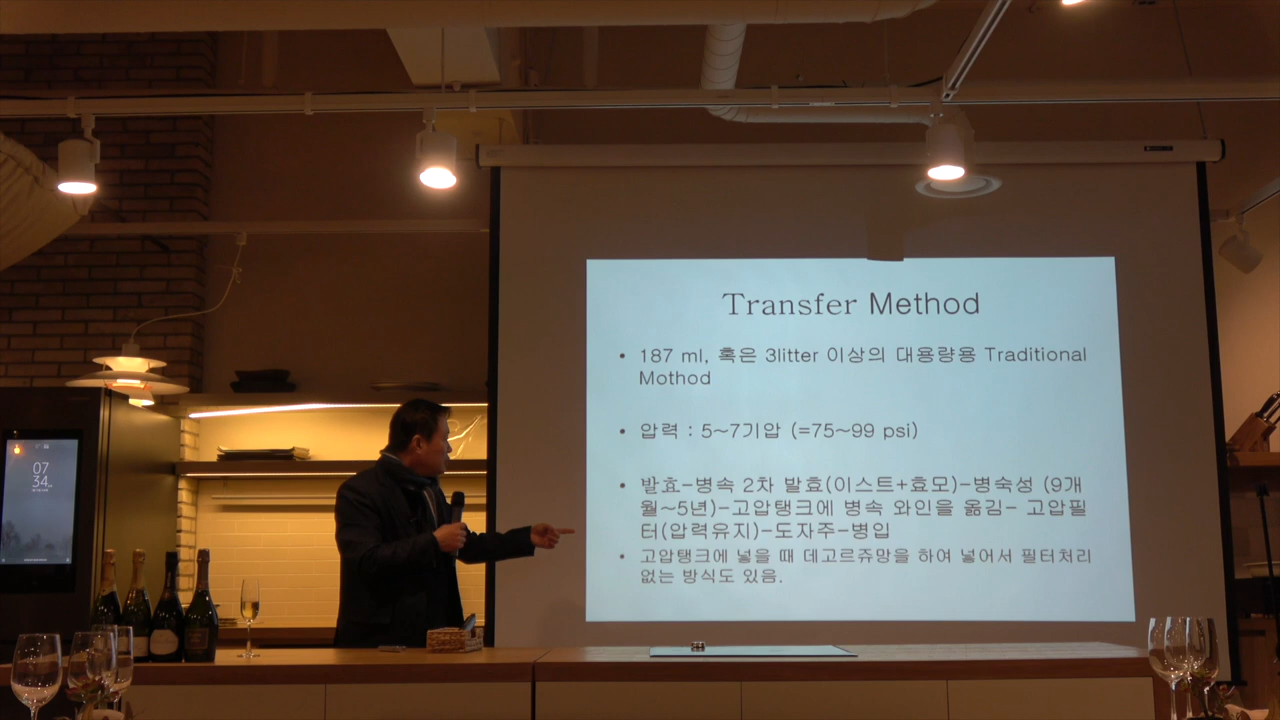 Transfer Method
• 187 ml, 혹은 3litter 이상의 대용량용 Traditional
Mothod
• 압력 : 5~7기압 (=75~99 psi)
• 발효-병속 2차 발효(이스트+효모)-병숙성 (9개
월~5년)-고압탱크에 병속 와인을 옮김- 고압필
터(압력유지)-도자주-병입
• 고압탱크에 넣을 때 데고르쥬망을 하여 넣어서 필터처리
없는 방식도 있음.
07
34